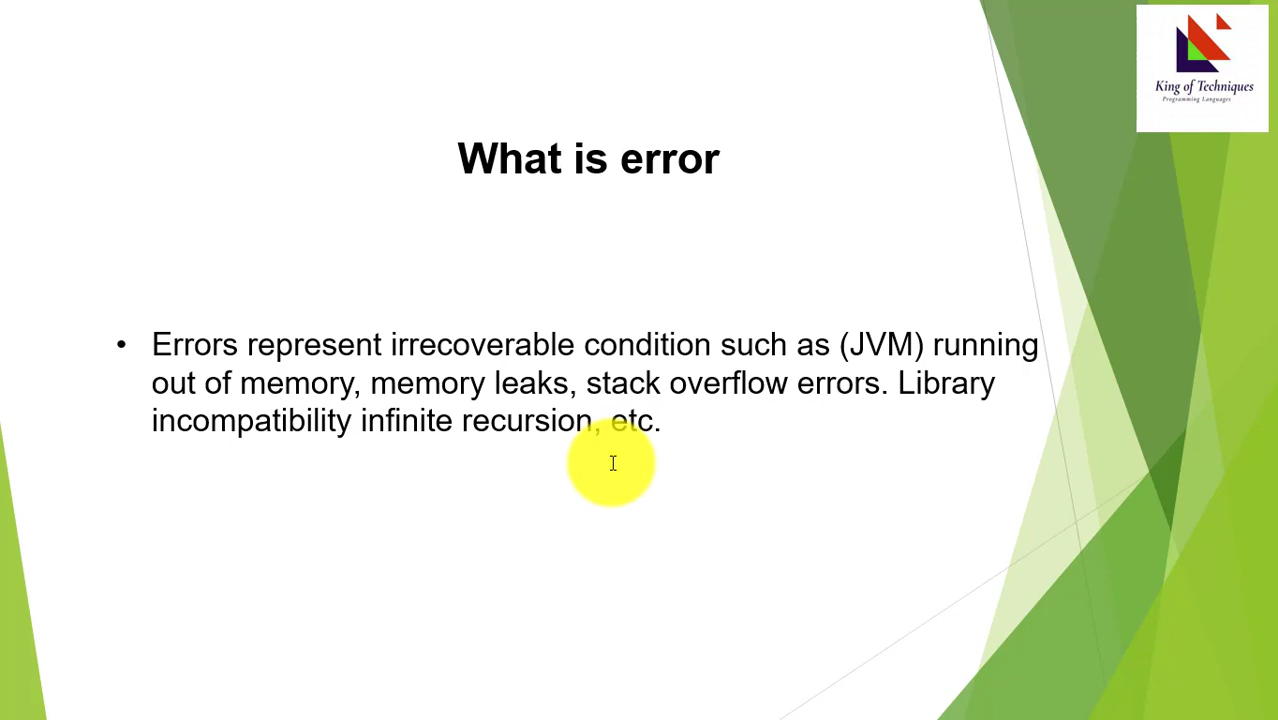 King of Techniques
Programming Languages
What is error
• Errors represent irrecoverable condition such as (JVM) running
out of memory, memory leaks, stack overflow errors. Library
incompatibility infinite recursion, etc.